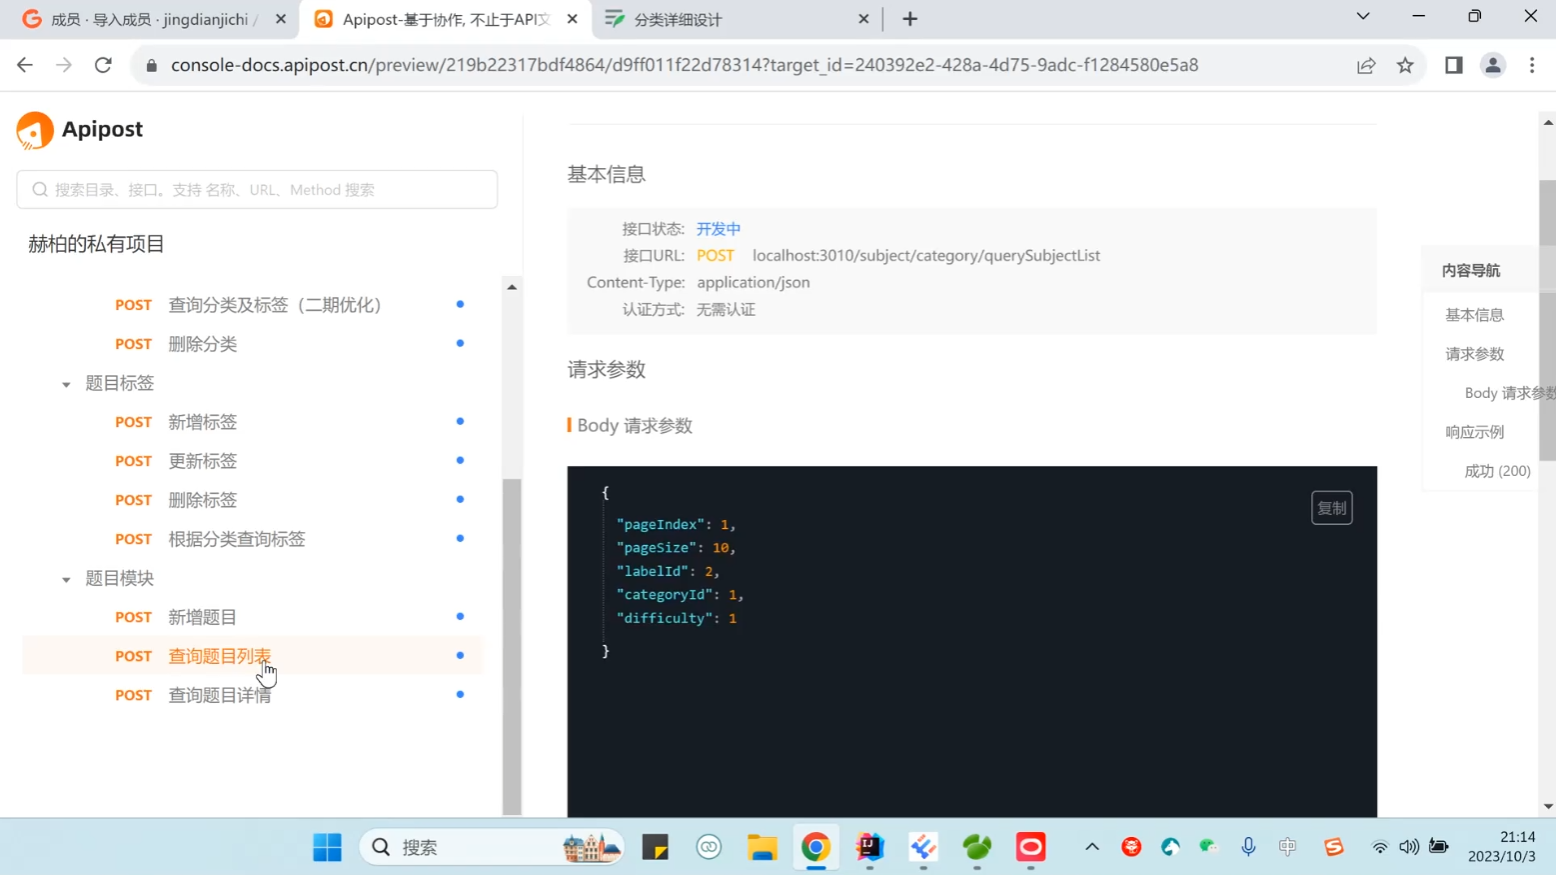 成员 · 导入成员 · jingdianjichi /
Apipost-基于协作, 不止于API文
分类详细设计
console-docs.apipost.cn/preview/219b22317bdf4864/d9ff011f22d78314?target_id=240392e2-428a-4d75-9adc-f1284580e5a8
Apipost
搜索目录、接口。支持 名称、URL、Method 搜索
赫柏的私有项目
POST 查询分类及标签（二期优化）
POST 删除分类
题目标签
POST 新增标签
POST 更新标签
POST 删除标签
POST 根据分类查询标签
题目模块
POST 新增题目
POST 查询题目列表
POST 查询题目详情
基本信息
接口状态: 开发中
接口URL: POST localhost:3010/subject/category/querySubjectList
Content-Type: application/json
认证方式: 无需认证
请求参数
Body 请求参数
复制
{
"pageIndex": 1,
"pageSize": 10,
"labelId": 2,
"categoryId": 1,
"difficulty": 1
}
内容导航
基本信息
请求参数
Body 请求参数
响应示例
成功 (200)
搜索
中
21:14
2023/10/3